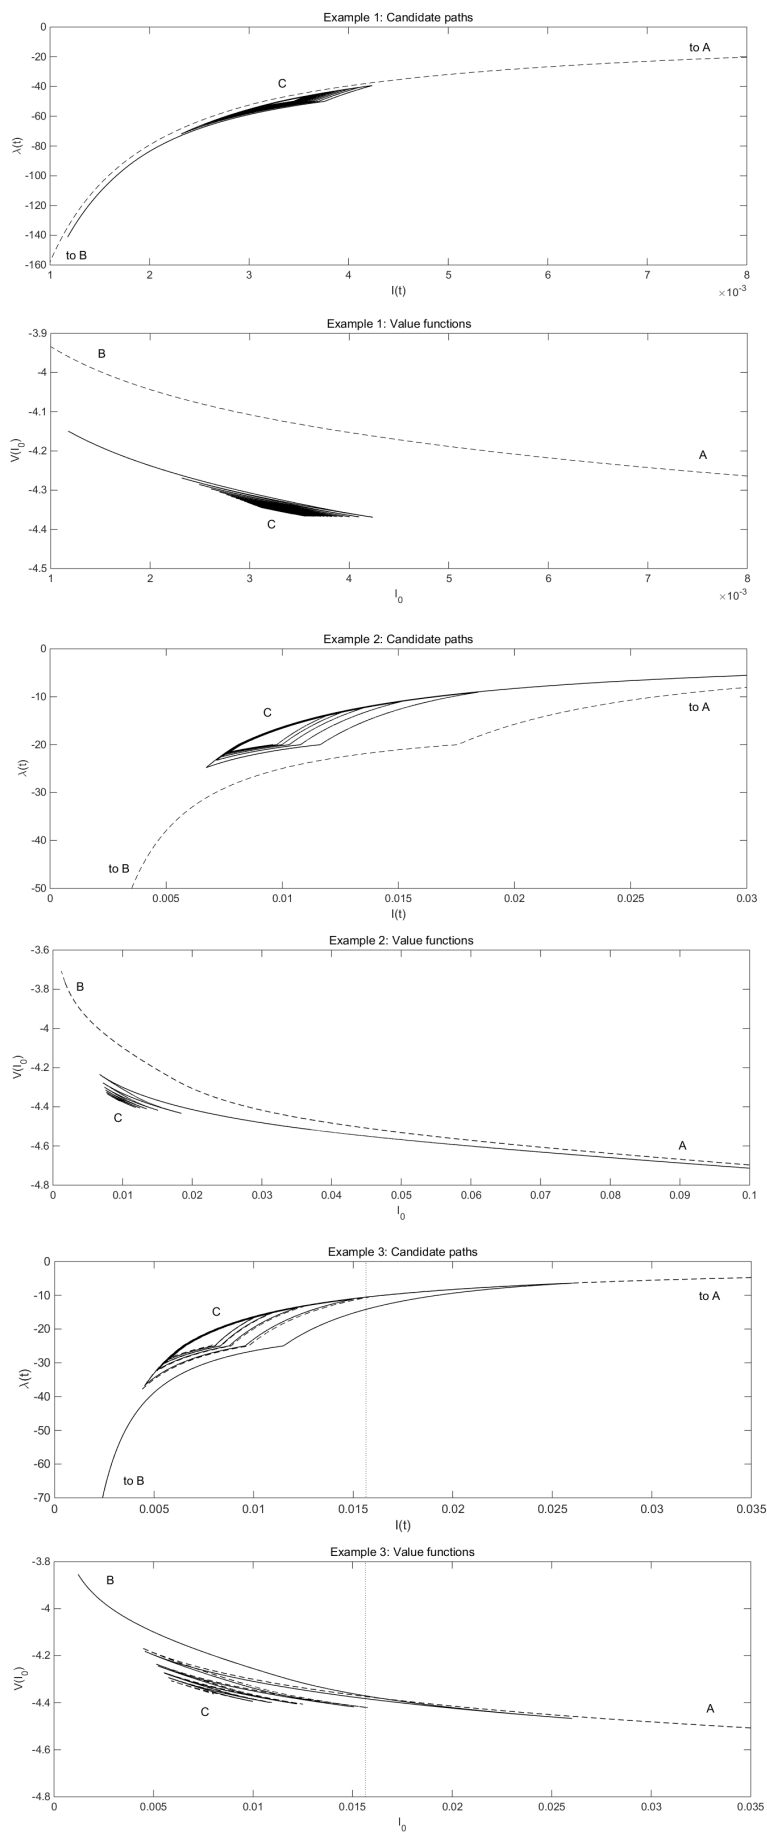 Example 1: Candidate paths
0
-20
-40
-60
-80
-100
-120
-140
-160
λ(t)
to A
C
to B
1 2 3 4 5 6 7 8
I(t)
×10⁻³
Example 1: Value functions
-3.9
-4
-4.1
-4.2
-4.3
-4.4
-4.5
V(I₀)
B
A
C
1 2 3 4 5 6 7 8
I₀
×10⁻³
Example 2: Candidate paths
0
-10
-20
-30
-40
-50
λ(t)
C
to A
to B
0 0.005 0.01 0.015 0.02 0.025 0.03
I(t)
Example 2: Value functions
-3.6
-3.8
-4
-4.2
-4.4
-4.6
-4.8
V(I₀)
B
C
A
0 0.01 0.02 0.03 0.04 0.05 0.06 0.07 0.08 0.09 0.1
I₀
Example 3: Candidate paths
0
-10
-20
-30
-40
-50
-60
-70
λ(t)
C
to A
to B
0 0.005 0.01 0.015 0.02 0.025 0.03 0.035
I(t)
Example 3: Value functions
-3.8
-4
-4.2
-4.4
-4.6
-4.8
V(I₀)
B
C
A
0 0.005 0.01 0.015 0.02 0.025 0.03 0.035
I₀